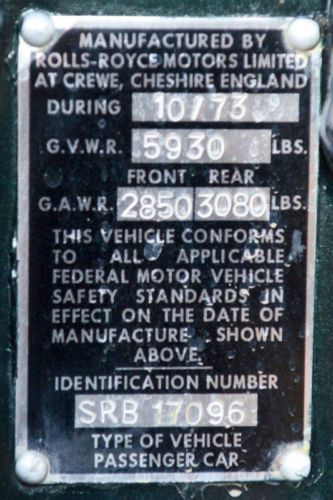 MANUFACTURED BY
ROLLS-ROYCE MOTORS LIMITED
AT CREWE, CHESHIRE ENGLAND
DURING 10/73
G.V.W.R. 5930 LBS.
FRONT REAR
G.A.W.R. 2850 3080 LBS.
THIS VEHICLE CONFORMS
TO ALL APPLICABLE
FEDERAL MOTOR VEHICLE
SAFETY STANDARDS IN
EFFECT ON THE DATE OF
MANUFACTURE SHOWN
ABOVE.
IDENTIFICATION NUMBER
SRB 17096
TYPE OF VEHICLE
PASSENGER CAR